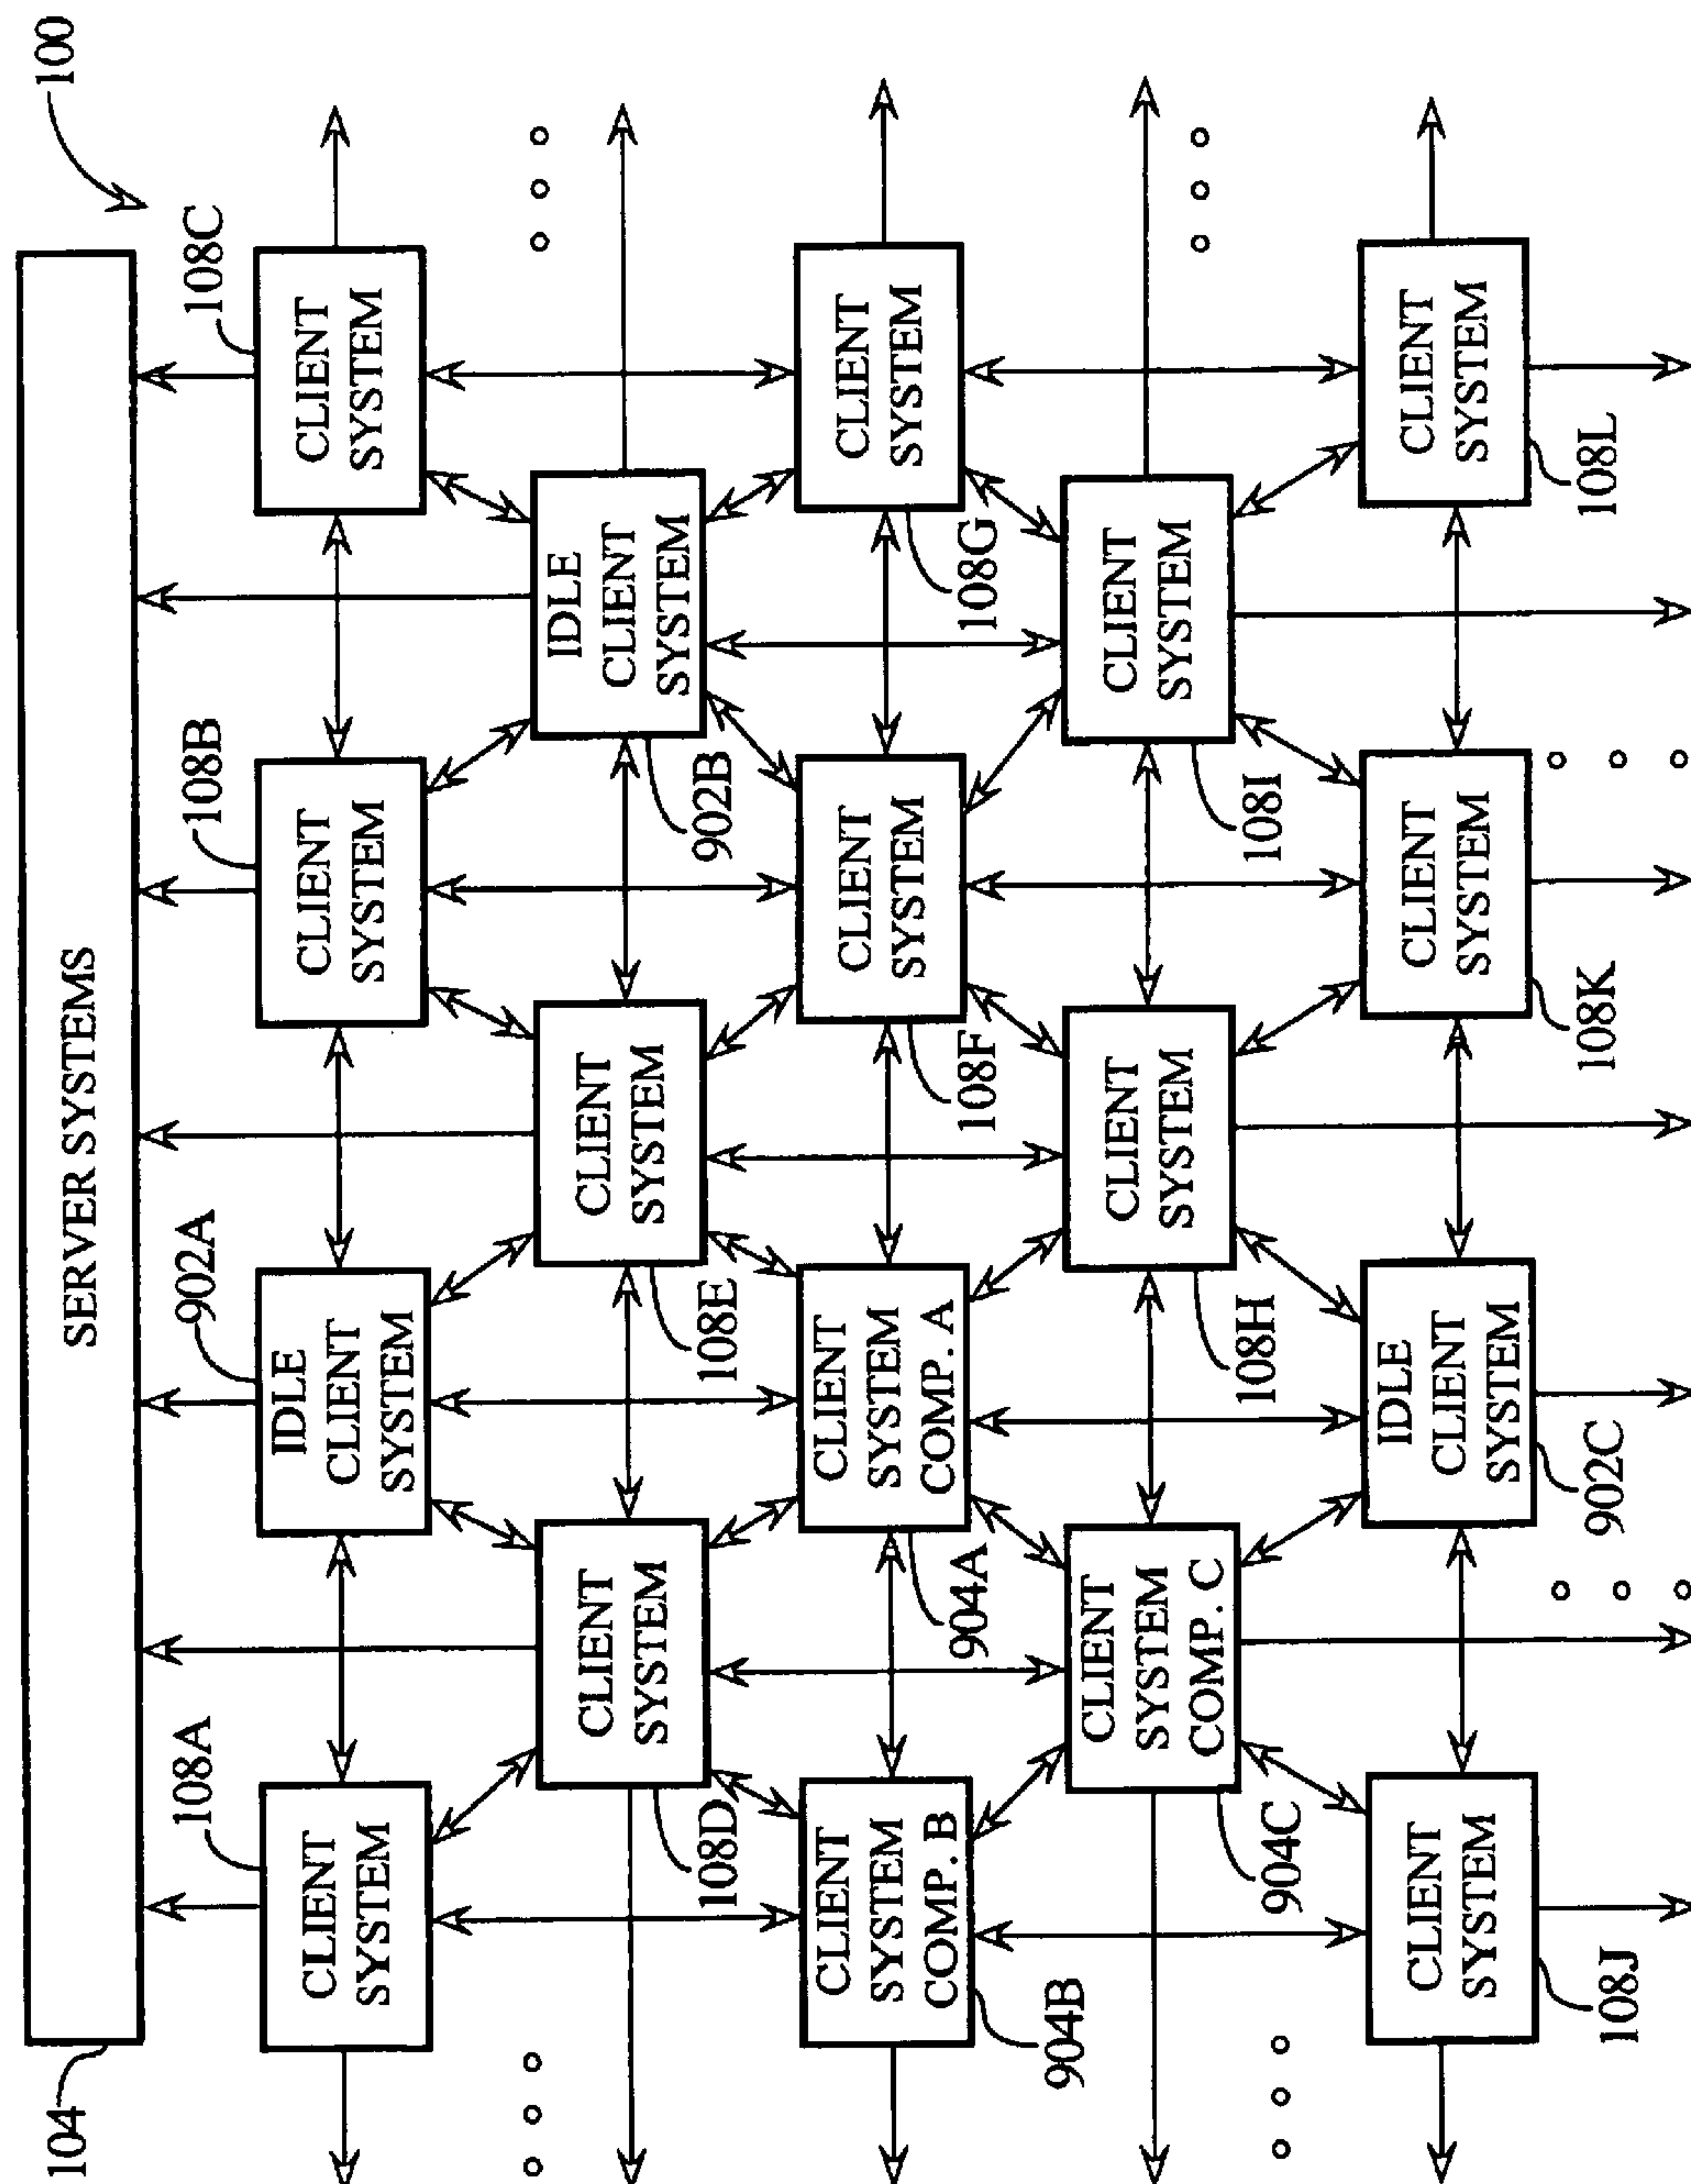 100
104
SERVER SYSTEMS
108A
902A
108B
108C
CLIENT
SYSTEM
IDLE
CLIENT
SYSTEM
CLIENT
SYSTEM
CLIENT
SYSTEM
CLIENT
SYSTEM
CLIENT
SYSTEM
IDLE
CLIENT
SYSTEM
108D
108E
902B
CLIENT
SYSTEM
COMP. B
CLIENT
SYSTEM
COMP. A
CLIENT
SYSTEM
CLIENT
SYSTEM
904B
904A
108F
108G
CLIENT
SYSTEM
COMP. C
CLIENT
SYSTEM
CLIENT
SYSTEM
904C
108H
108I
CLIENT
SYSTEM
IDLE
CLIENT
SYSTEM
CLIENT
SYSTEM
CLIENT
SYSTEM
108J
902C
108K
108L